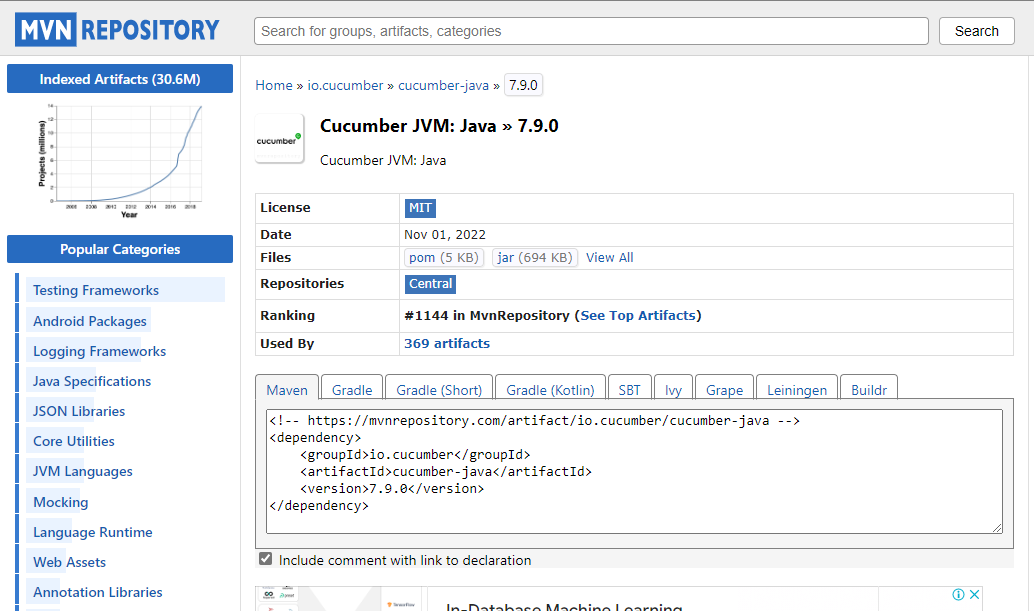 MVN REPOSITORY
Search for groups, artifacts, categories
Search
Indexed Artifacts (30.6M)
Projects (millions)
Year
Popular Categories
Testing Frameworks
Android Packages
Logging Frameworks
Java Specifications
JSON Libraries
Core Utilities
JVM Languages
Mocking
Language Runtime
Web Assets
Annotation Libraries
Home » io.cucumber » cucumber-java » 7.9.0
cucumber
Cucumber JVM: Java » 7.9.0
Cucumber JVM: Java
License MIT
Date Nov 01, 2022
Files pom (5 KB) jar (694 KB) View All
Repositories Central
Ranking #1144 in MvnRepository (See Top Artifacts)
Used By 369 artifacts
Maven Gradle Gradle (Short) Gradle (Kotlin) SBT Ivy Grape Leiningen Buildr
<!-- https://mvnrepository.com/artifact/io.cucumber/cucumber-java -->
<dependency>
    <groupId>io.cucumber</groupId>
    <artifactId>cucumber-java</artifactId>
    <version>7.9.0</version>
</dependency>
Include comment with link to declaration
In-Database Machine Learning